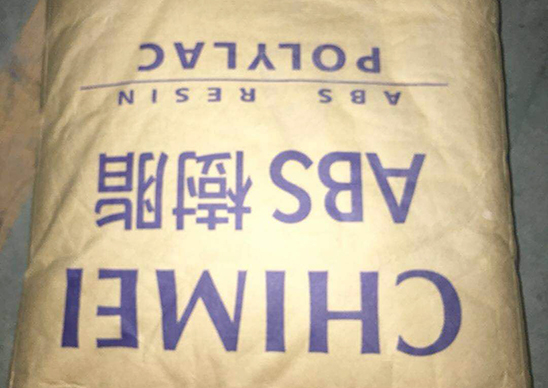 CHIMEI
ABS樹脂
ABS RESIN
POLYLAC